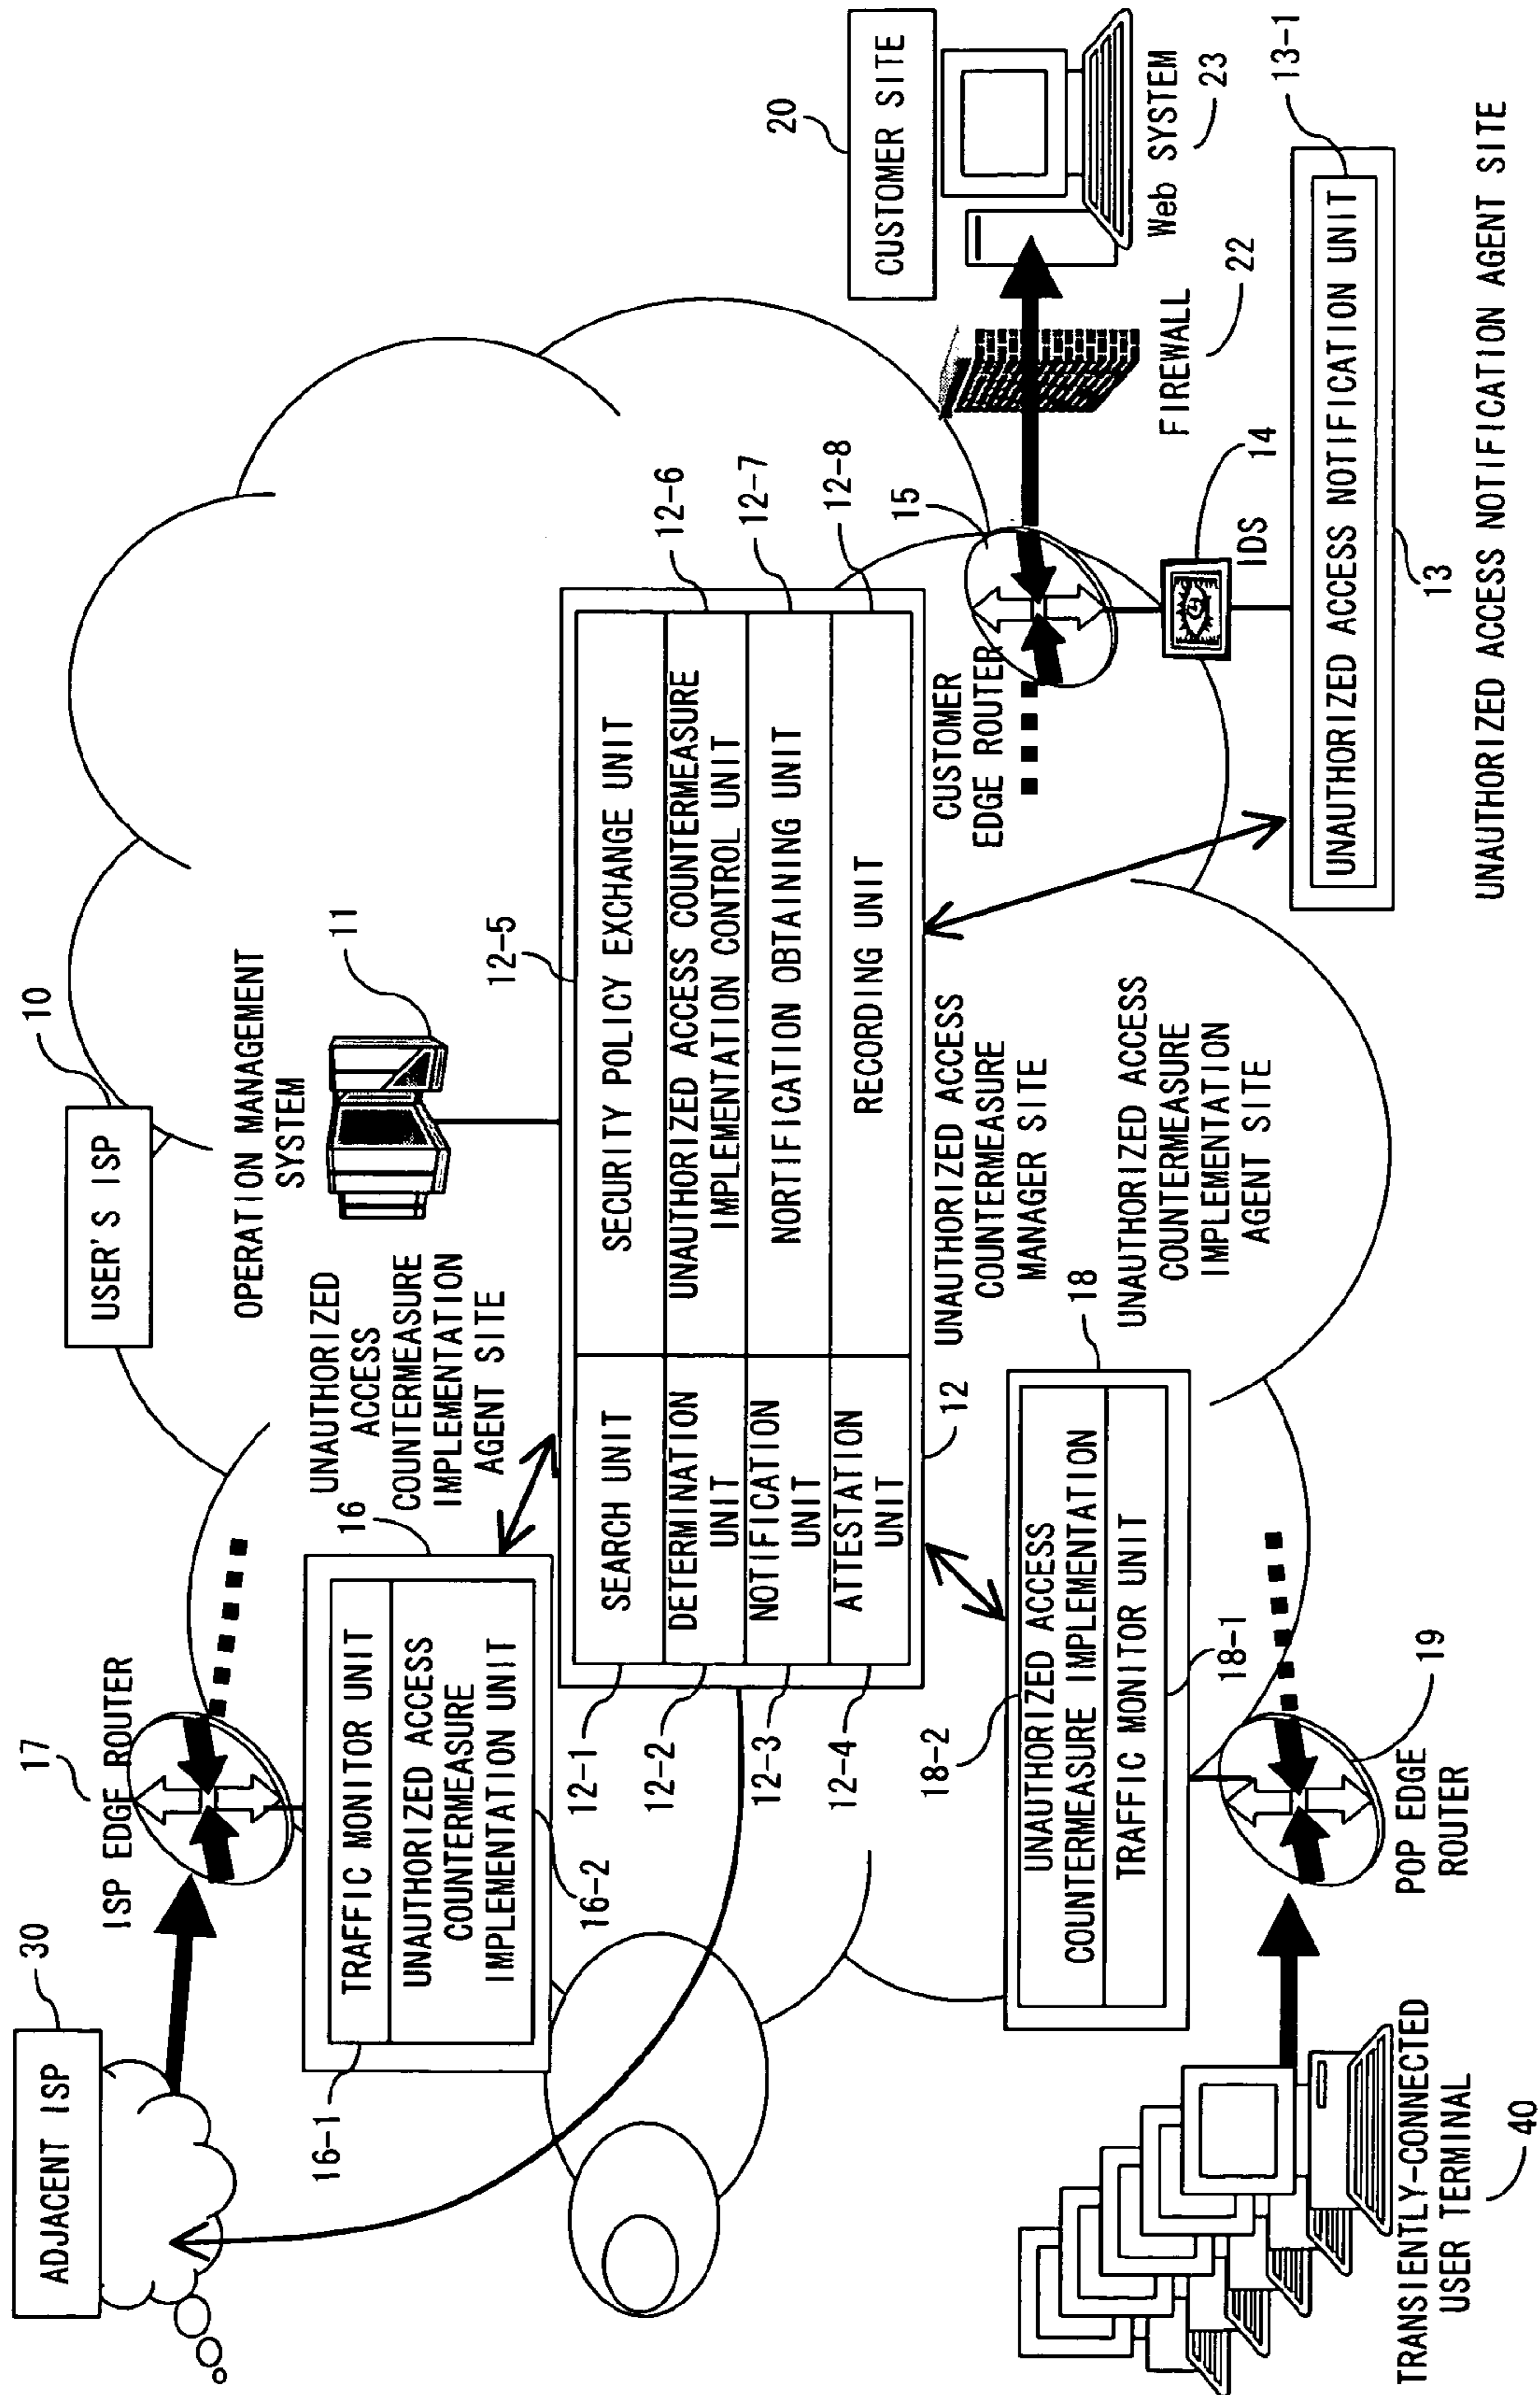 ADJACENT ISP
30
17
ISP EDGE ROUTER
USER'S ISP
10
OPERATION MANAGEMENT
SYSTEM
11
16-1
TRAFFIC MONITOR UNIT
UNAUTHORIZED ACCESS
COUNTERMEASURE
IMPLEMENTATION UNIT
16-2
16
UNAUTHORIZED
ACCESS
COUNTERMEASURE
IMPLEMENTATION
AGENT SITE
12-5
12-1
SEARCH UNIT
SECURITY POLICY EXCHANGE UNIT
12-2
DETERMINATION
UNIT
UNAUTHORIZED ACCESS COUNTERMEASURE
IMPLEMENTATION CONTROL UNIT
12-6
12-3
NOTIFICATION
UNIT
NORTIFICATION OBTAINING UNIT
12-7
12-4
ATTESTATION
UNIT
RECORDING UNIT
12-8
12
UNAUTHORIZED ACCESS
COUNTERMEASURE
MANAGER SITE
20
CUSTOMER SITE
Web SYSTEM
23
FIREWALL
22
15
CUSTOMER
EDGE ROUTER
14
IDS
18-2
UNAUTHORIZED ACCESS
COUNTERMEASURE IMPLEMENTATION
TRAFFIC MONITOR UNIT
18-1
18
UNAUTHORIZED ACCESS
COUNTERMEASURE
IMPLEMENTATION
AGENT SITE
13-1
UNAUTHORIZED ACCESS NOTIFICATION UNIT
13
UNAUTHORIZED ACCESS NOTIFICATION AGENT SITE
19
POP EDGE
ROUTER
TRANSIENTLY-CONNECTED
USER TERMINAL
40